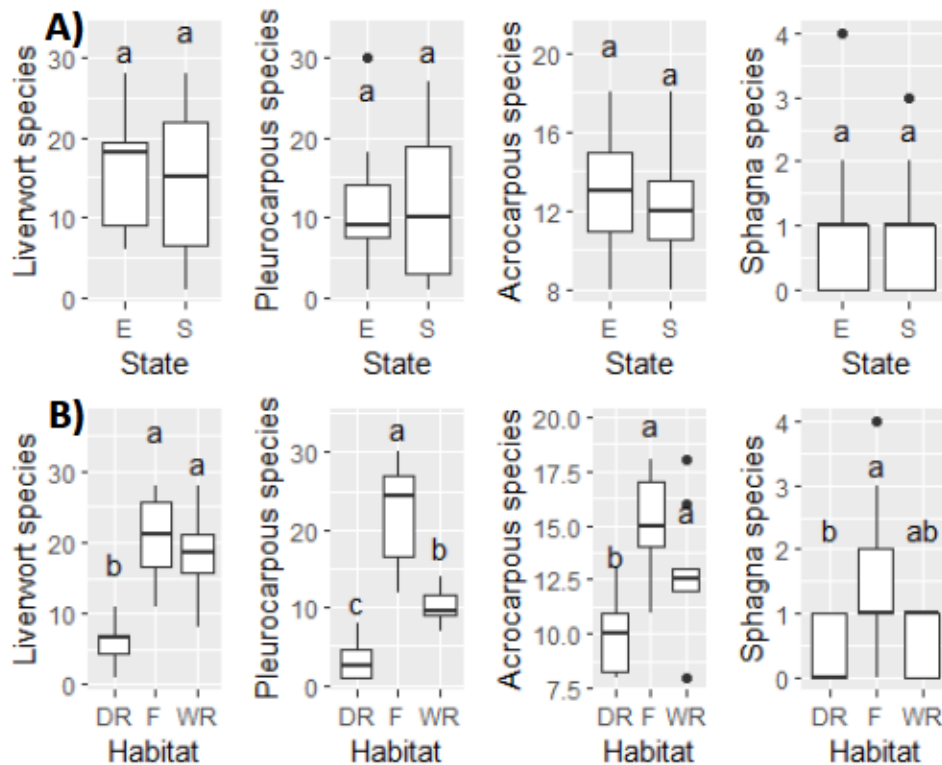 A)
Liverwort species
30
20
10
0
a a
E S
State
Pleurocarpous species
30
20
10
0
a a
E S
State
Acrocarpous species
20
16
12
8
a a
E S
State
Sphagna species
4
3
2
1
0
a a
E S
State
B)
Liverwort species
30
20
10
0
b a a
DR F WR
Habitat
Pleurocarpous species
30
20
10
0
c a b
DR F WR
Habitat
Acrocarpous species
20.0
17.5
15.0
12.5
10.0
7.5
b a a
DR F WR
Habitat
Sphagna species
4
3
2
1
0
b a ab
DR F WR
Habitat